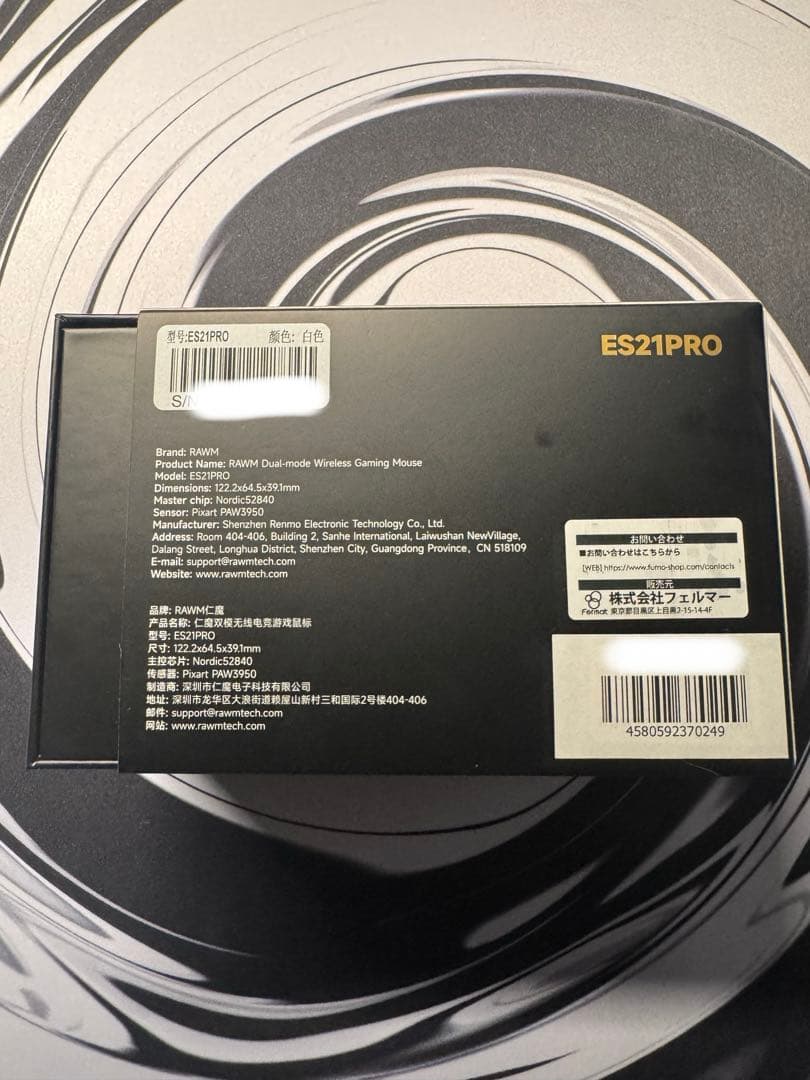 型号:ES21PRO 颜色: 白色
S/N
ES21PRO
Brand: RAWM
Product Name: RAWM Dual-mode Wireless Gaming Mouse
Model: ES21PRO
Dimensions: 122.2x64.5x39.1mm
Master chip: Nordic52840
Sensor: Pixart PAW3950
Manufacturer: Shenzhen Renmo Electronic Technology Co., Ltd.
Address: Room 404-406, Building 2, Sanhe International, Laiwushan NewVillage,
Dalang Street, Longhua District, Shenzhen City, Guangdong Province, CN 518109
E-mail: support@rawmtech.com
Website: www.rawmtech.com
品牌: RAWM仁魔
产品名称: 仁魔双模无线电竞游戏鼠标
型号: ES21PRO
尺寸: 122.2x64.5x39.1mm
主控芯片: Nordic52840
传感器: Pixart PAW3950
制造商: 深圳市仁魔电子科技有限公司
地址: 深圳市龙华区大浪街道赖屋山新村三和国际2号楼404-406
邮件: support@rawmtech.com
网站: www.rawmtech.com
お問い合わせ
■お問い合わせはこちらから
[WEB] https://www.fumo-shop.com/contacts
販売元
Fermat 株式会社フェルマー
東京都目黒区上目黒2-15-14-4F
4580592370249